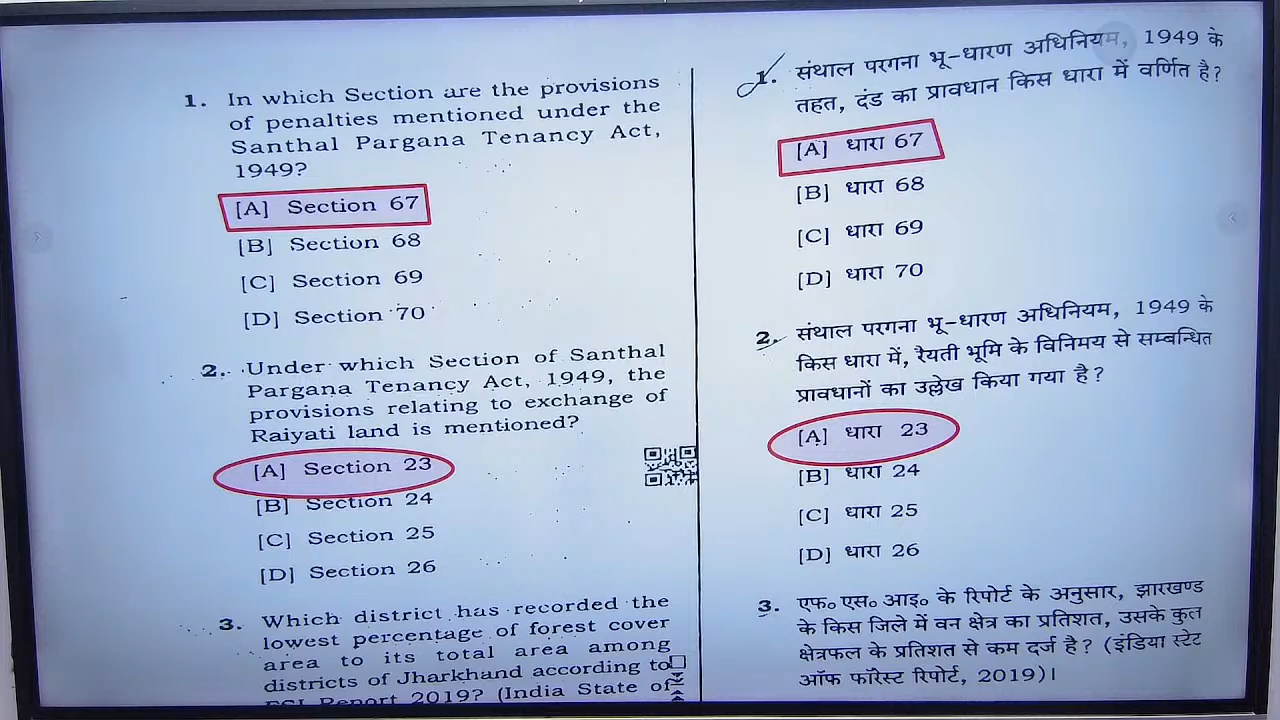 1. In which Section are the provisions
of penalties mentioned under the
Santhal Pargana Tenancy Act,
1949?
[A] Section 67
[B] Section 68
[C] Section 69
[D] Section 70
2. Under which Section of Santhal
Pargana Tenancy Act, 1949, the
provisions relating to exchange of
Raiyati land is mentioned?
[A] Section 23
[B] Section 24
[C] Section 25
[D] Section 26
3. Which district has recorded the
lowest percentage of forest cover
area to its total area among
districts of Jharkhand according to
FSI Report 2019? (India State of
1. संथाल परगना भू-धारण अधिनियम, 1949 के
तहत, दंड का प्रावधान किस धारा में वर्णित है?
[A] धारा 67
[B] धारा 68
[C] धारा 69
[D] धारा 70
2. संथाल परगना भू-धारण अधिनियम, 1949 के
किस धारा में, रैयती भूमि के विनिमय से सम्बन्धित
प्रावधानों का उल्लेख किया गया है?
[A] धारा 23
[B] धारा 24
[C] धारा 25
[D] धारा 26
3. एफ० एस० आइ० के रिपोर्ट के अनुसार, झारखण्ड
के किस जिले में वन क्षेत्र का प्रतिशत, उसके कुल
क्षेत्रफल के प्रतिशत से कम दर्ज है? (इंडिया स्टेट
ऑफ फॉरेस्ट रिपोर्ट, 2019)।